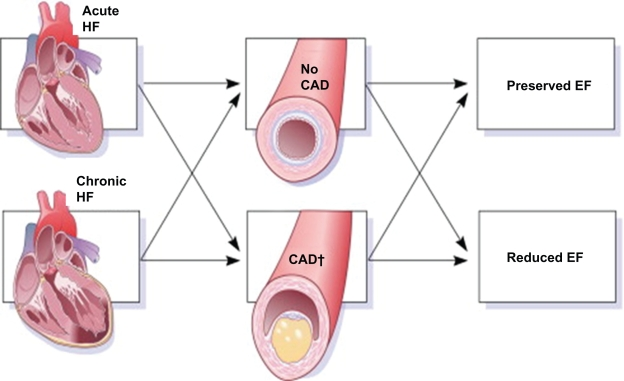 Acute
HF
No
CAD
Preserved EF
Chronic
HF
CAD†
Reduced EF